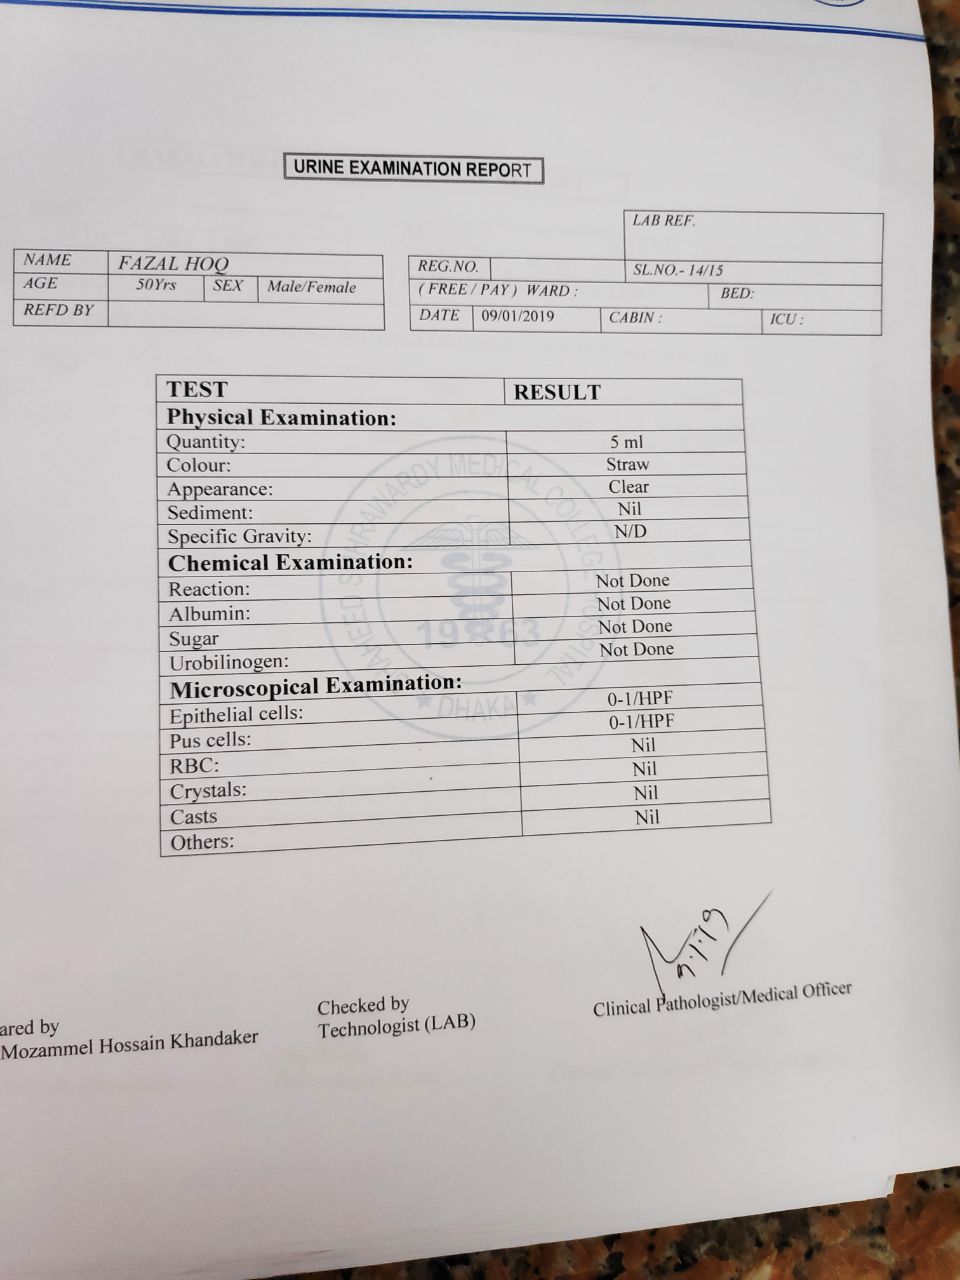 URINE EXAMINATION REPORT
LAB REF.
SL.NO.- 14/15
NAME FAZAL HOQ
AGE 50Yrs SEX Male/Female
REFD BY
REG.NO.
( FREE / PAY ) WARD : BED:
DATE 09/01/2019 CABIN : ICU :
TEST RESULT
Physical Examination:
Quantity: 5 ml
Colour: Straw
Appearance: Clear
Sediment: Nil
Specific Gravity: N/D
Chemical Examination:
Reaction: Not Done
Albumin: Not Done
Sugar Not Done
Urobilinogen: Not Done
Microscopical Examination:
Epithelial cells: 0-1/HPF
Pus cells: 0-1/HPF
RBC: Nil
Crystals: Nil
Casts Nil
Others: Nil
SHAHEED SUHRAWARDY MEDICAL COLLEGE HOSPITAL
1963
★ DHAKA ★
ared by
Mozammel Hossain Khandaker
Checked by
Technologist (LAB)
Clinical Pathologist/Medical Officer